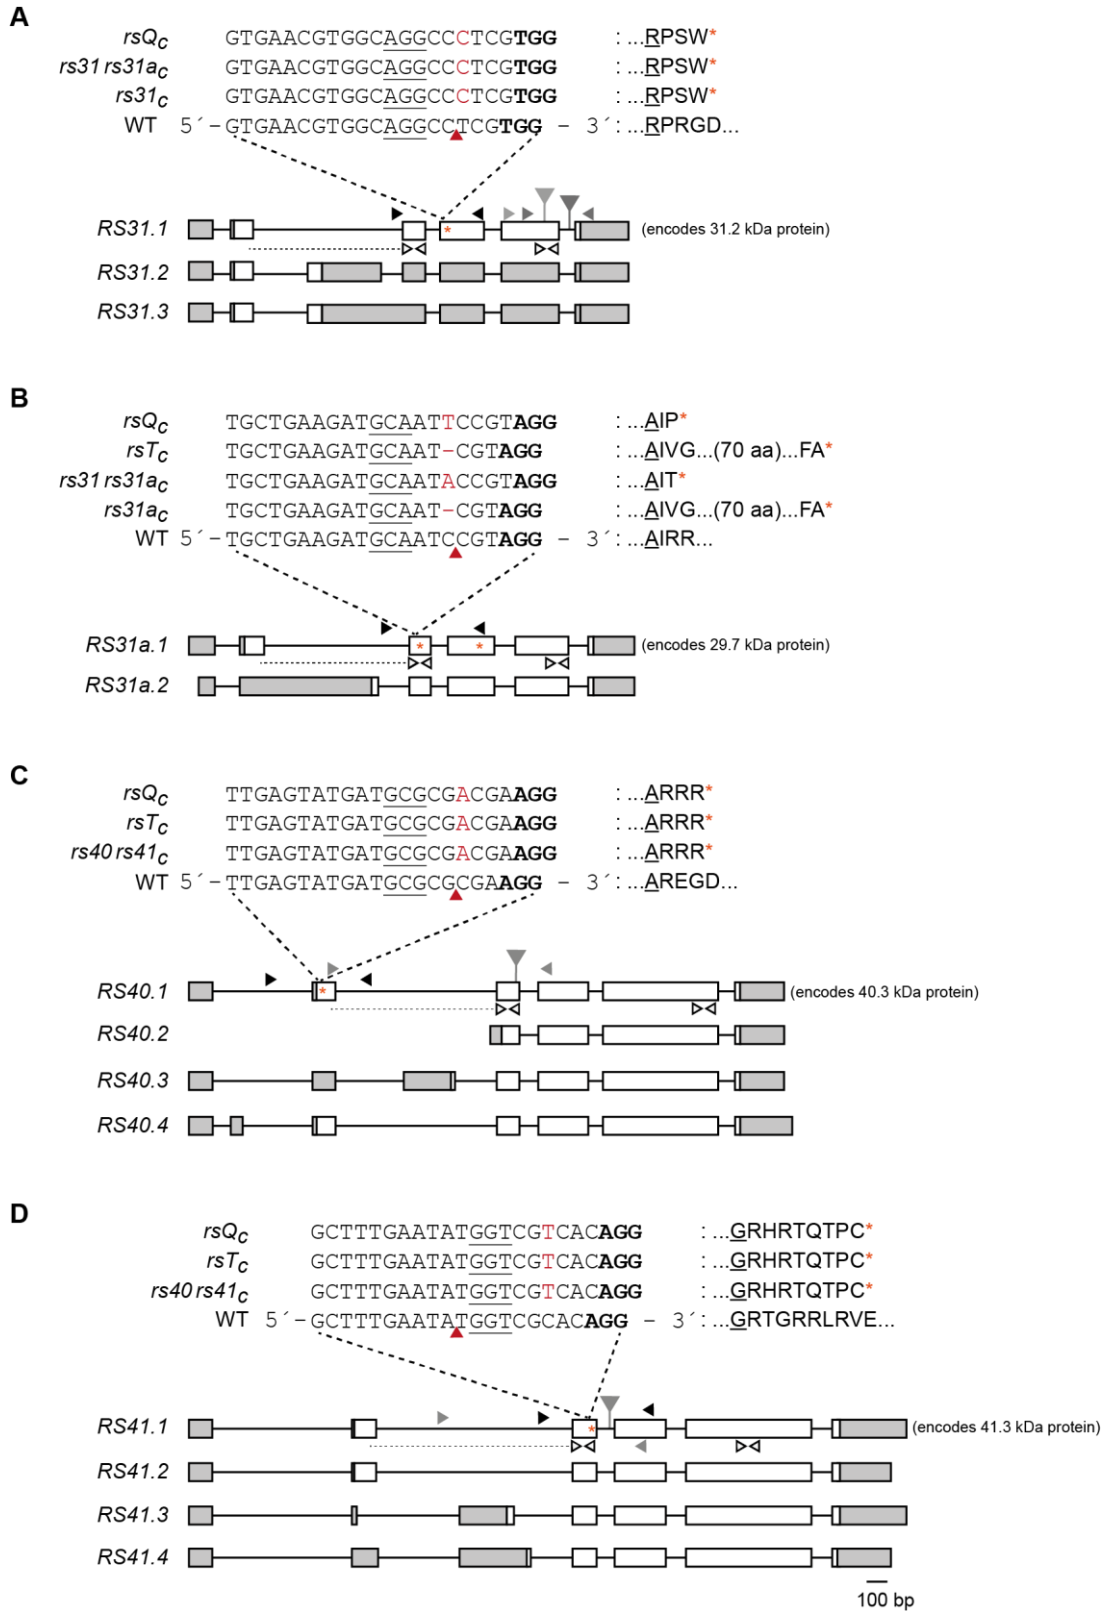 A
rsQc GTGAACGTGGCAGGCCCTCGTGG : ...RPSW*
rs31 rs31ac GTGAACGTGGCAGGCCCTCGTGG : ...RPSW*
rs31c GTGAACGTGGCAGGCCCTCGTGG : ...RPSW*
WT 5´-GTGAACGTGGCAGGCCTCGTGG - 3´: ...RPRGD...
RS31.1 * (encodes 31.2 kDa protein)
RS31.2
RS31.3
B
rsQc TGCTGAAGATGCAATTCCGTAGG : ...AIP*
rsTc TGCTGAAGATGCAAT-CGTAGG : ...AIVG...(70 aa)...FA*
rs31 rs31ac TGCTGAAGATGCAATACCGTAGG : ...AIT*
rs31ac TGCTGAAGATGCAAT-CGTAGG : ...AIVG...(70 aa)...FA*
WT 5´-TGCTGAAGATGCAATCCGTAGG - 3´: ...AIRR...
RS31a.1 * * (encodes 29.7 kDa protein)
RS31a.2
C
rsQc TTGAGTATGATGCGCGACGAAGG : ...ARRR*
rsTc TTGAGTATGATGCGCGACGAAGG : ...ARRR*
rs40 rs41c TTGAGTATGATGCGCGACGAAGG : ...ARRR*
WT 5´-TTGAGTATGATGCGCGCGAAGG - 3´: ...AREGD...
RS40.1 * (encodes 40.3 kDa protein)
RS40.2
RS40.3
RS40.4
D
rsQc GCTTTGAATATGGTCGTCACAGG : ...GRHRTQTPC*
rsTc GCTTTGAATATGGTCGTCACAGG : ...GRHRTQTPC*
rs40 rs41c GCTTTGAATATGGTCGTCACAGG : ...GRHRTQTPC*
WT 5´-GCTTTGAATATGGTCGCACAGG - 3´: ...GRTGRRLRVE...
RS41.1 * (encodes 41.3 kDa protein)
RS41.2
RS41.3
RS41.4
100 bp